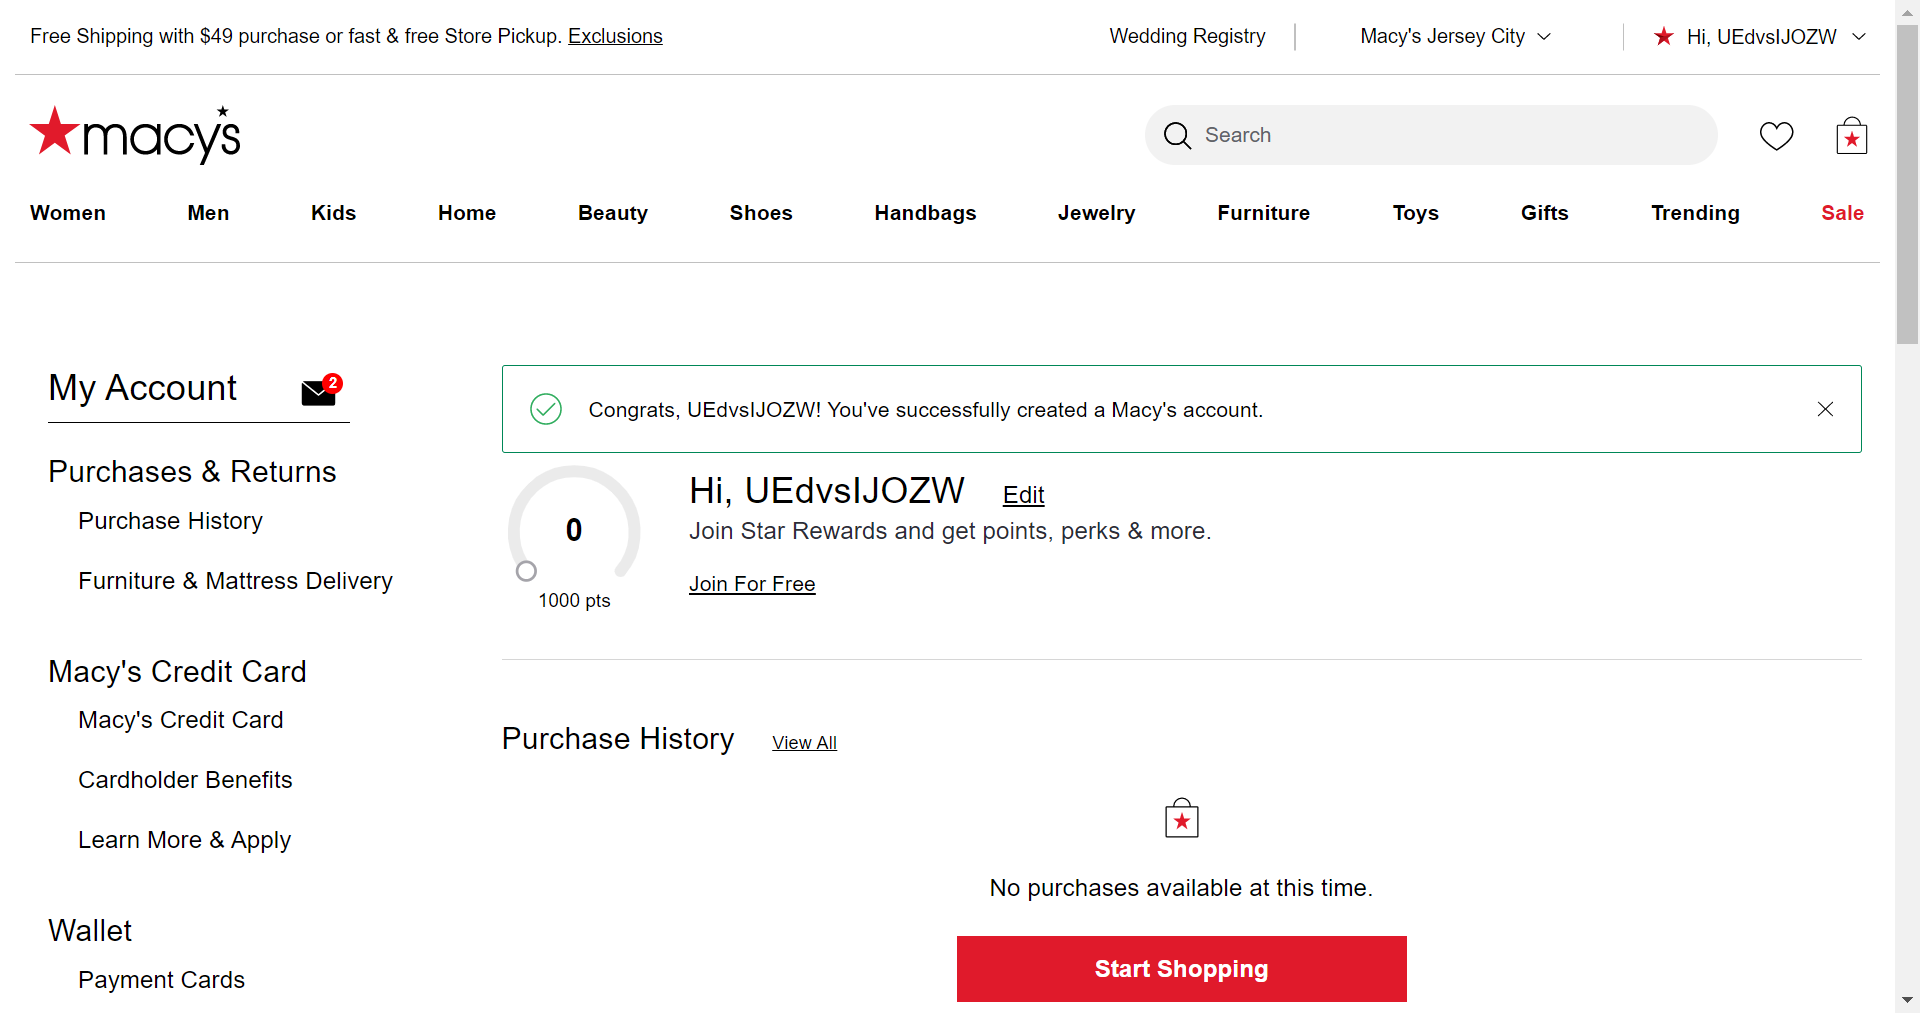 Free Shipping with $49 purchase or fast & free Store Pickup. Exclusions
Wedding Registry
Macy's Jersey City
Hi, UEdvsIJOZW
macy's
Search
Women
Men
Kids
Home
Beauty
Shoes
Handbags
Jewelry
Furniture
Toys
Gifts
Trending
Sale
My Account
2
Purchases & Returns
Purchase History
Furniture & Mattress Delivery
Macy's Credit Card
Macy's Credit Card
Cardholder Benefits
Learn More & Apply
Wallet
Payment Cards
Congrats, UEdvsIJOZW! You've successfully created a Macy's account.
0
1000 pts
Hi, UEdvsIJOZW
Edit
Join Star Rewards and get points, perks & more.
Join For Free
Purchase History
View All
No purchases available at this time.
Start Shopping